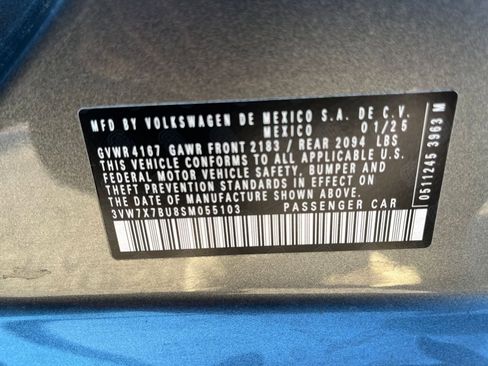 MFD BY VOLKSWAGEN DE MEXICO S.A. DE C.V.
MEXICO 01/25
GVWR 4167 GAWR FRONT 2183 / REAR 2094 LBS
THIS VEHICLE CONFORMS TO ALL APPLICABLE U.S.
FEDERAL MOTOR VEHICLE SAFETY, BUMPER AND
THEFT PREVENTION STANDARDS IN EFFECT ON
THE DATE OF MANUFACTURE SHOWN ABOVE.
3VW7X7BU8SM055103 PASSENGER CAR
0511245 3963 M